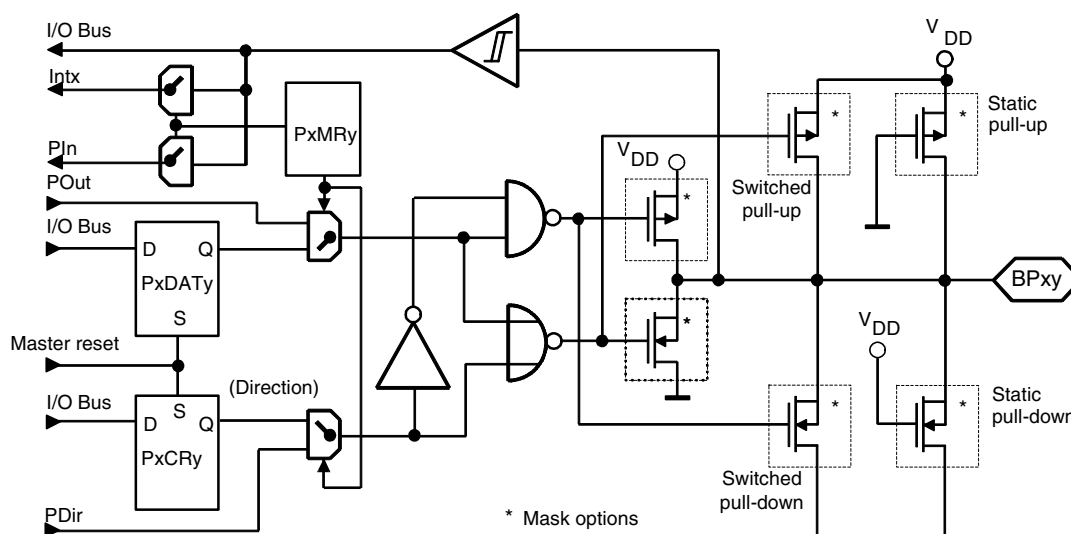 I/O Bus
V
DD
Intx
PxMRy
*
*
Static
pull-up
PIn
V
DD
POut
*
Switched
pull-up
I/O Bus
D
Q
PxDATy
S
BPxy
*
V
DD
Master reset
(Direction)
I/O Bus
S
D
Q
PxCRy
*
*
Static
pull-down
Switched
pull-down
PDir
* Mask options